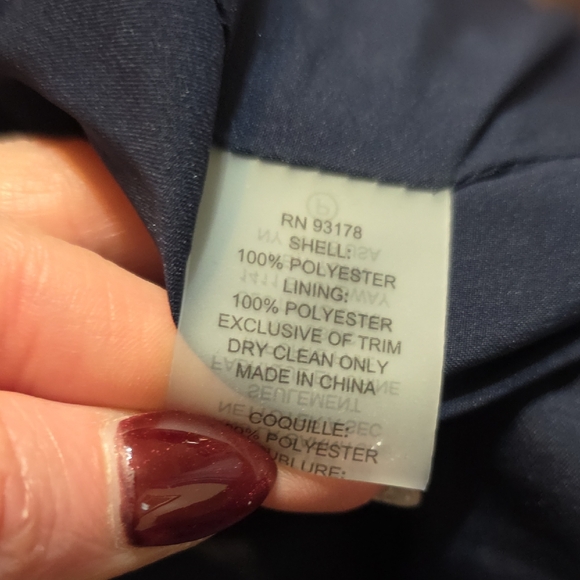 RN 93178
SHELL:
100% POLYESTER
LINING:
100% POLYESTER
EXCLUSIVE OF TRIM
DRY CLEAN ONLY
MADE IN CHINA
COQUILLE:
% POLYESTER
UBLURE: